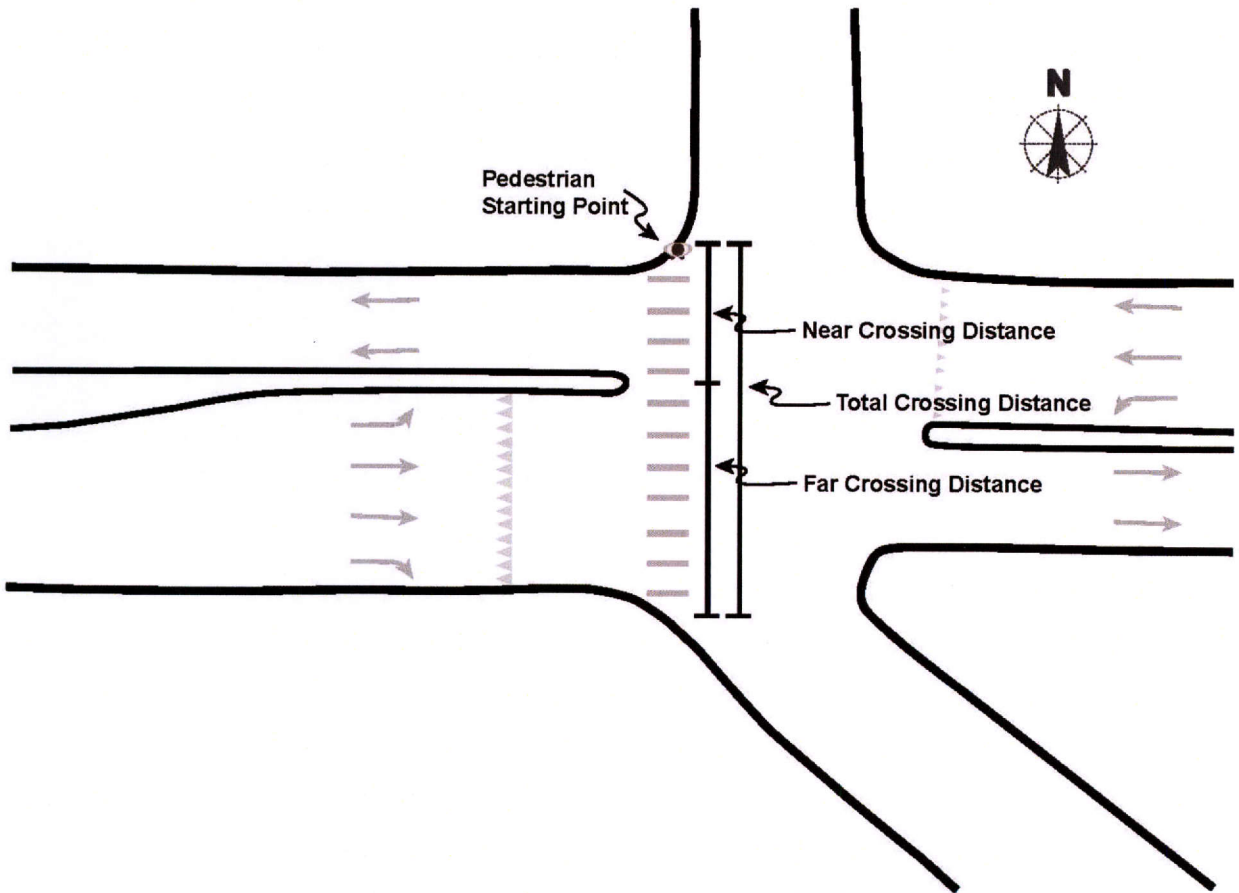 N
Pedestrian
Starting Point
Near Crossing Distance
Total Crossing Distance
Far Crossing Distance